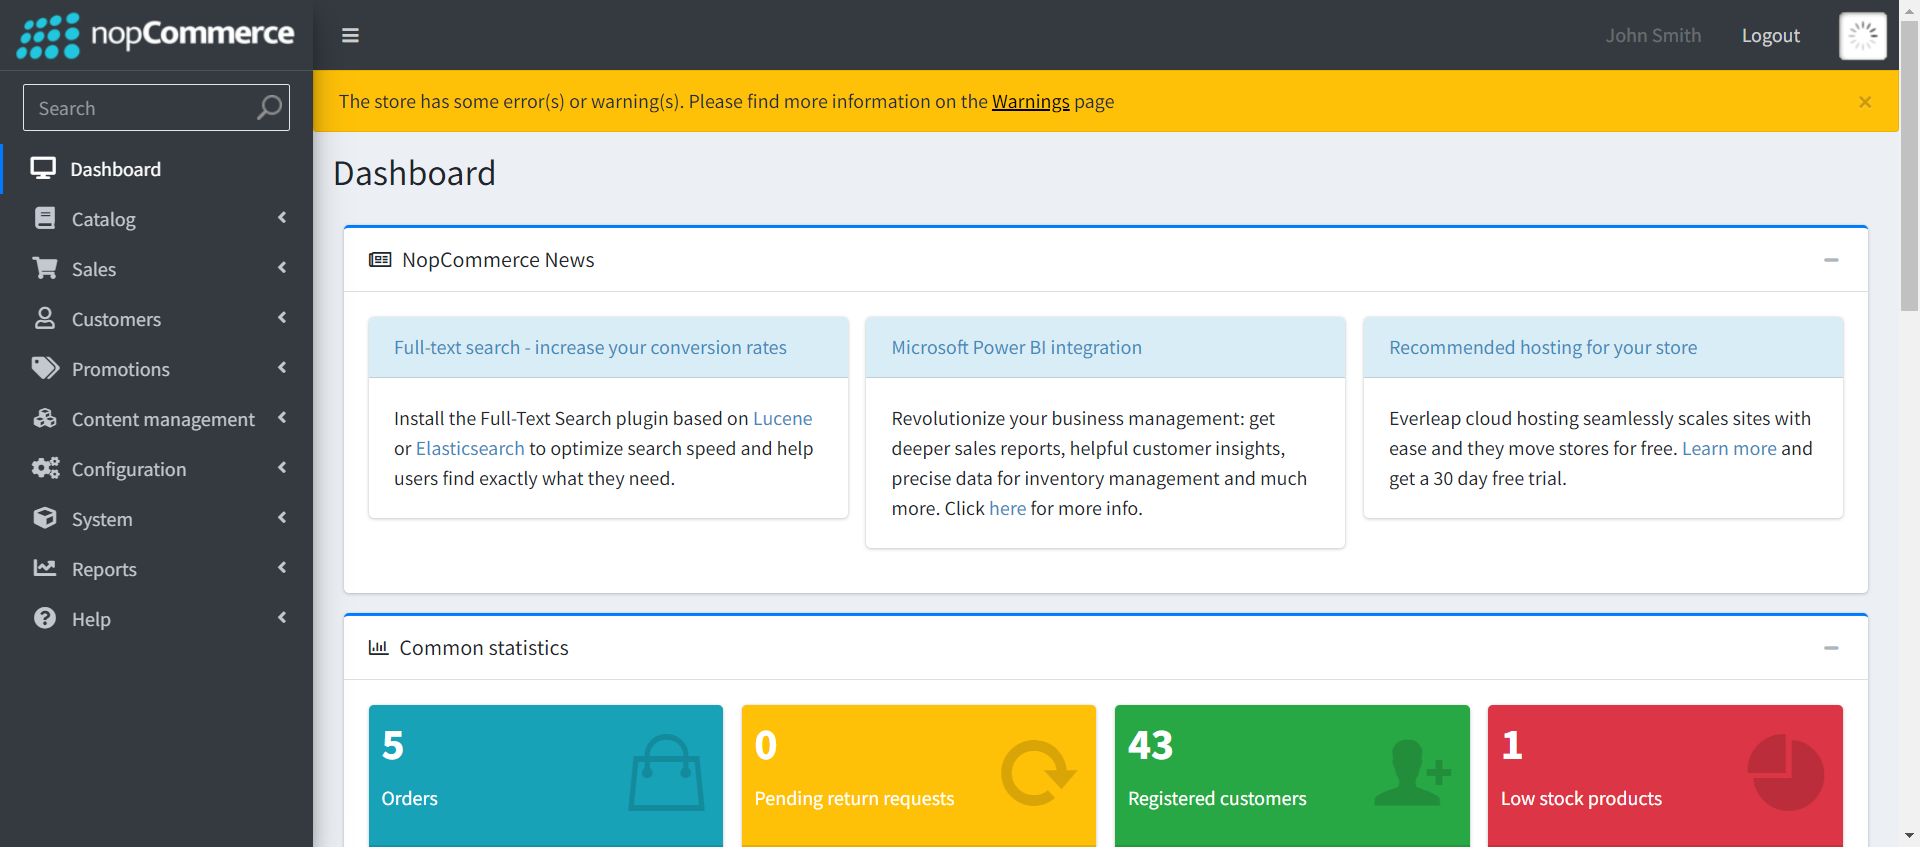 nopCommerce
John Smith
Logout
Search
The store has some error(s) or warning(s). Please find more information on the Warnings page
×
Dashboard
Catalog
Sales
Customers
Promotions
Content management
Configuration
System
Reports
Help
Dashboard
NopCommerce News
Full-text search - increase your conversion rates
Install the Full-Text Search plugin based on Lucene
or Elasticsearch to optimize search speed and help
users find exactly what they need.
Microsoft Power BI integration
Revolutionize your business management: get
deeper sales reports, helpful customer insights,
precise data for inventory management and much
more. Click here for more info.
Recommended hosting for your store
Everleap cloud hosting seamlessly scales sites with
ease and they move stores for free. Learn more and
get a 30 day free trial.
Common statistics
5
Orders
0
Pending return requests
43
Registered customers
1
Low stock products